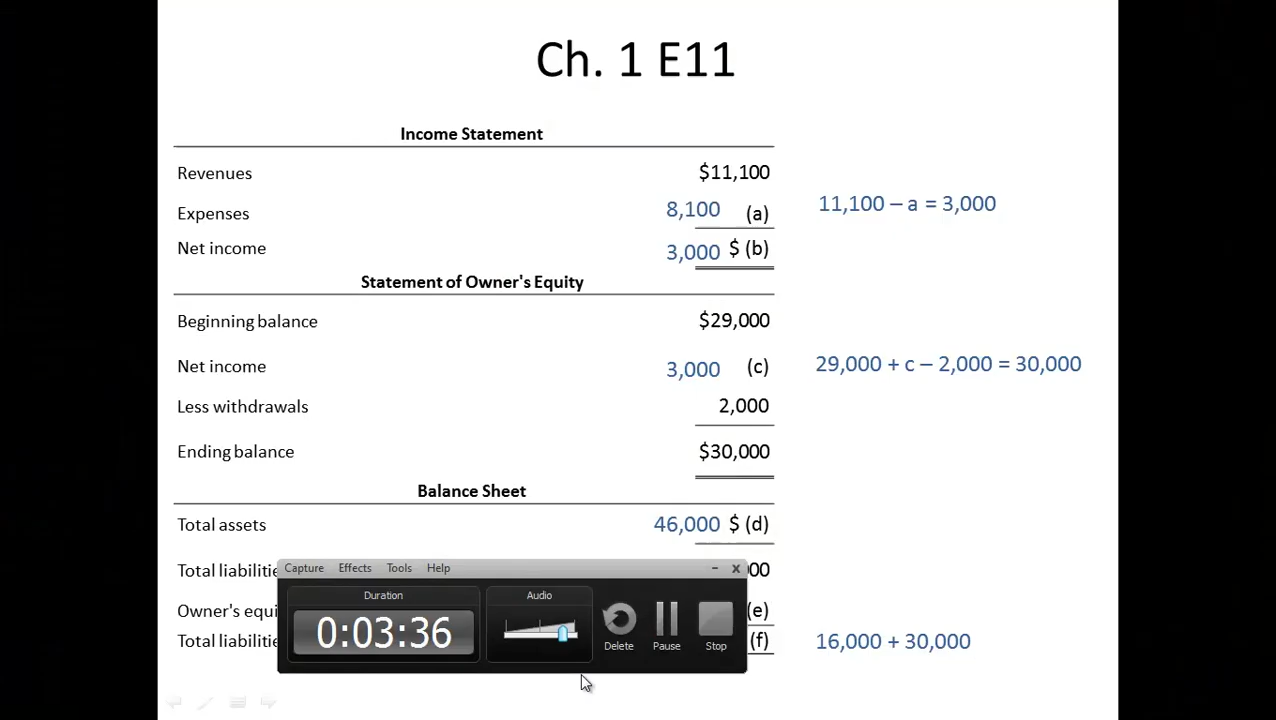 Ch. 1 E11
Income Statement
Revenues $11,100
Expenses 8,100 (a) 11,100 – a = 3,000
Net income 3,000 $ (b)
Statement of Owner's Equity
Beginning balance $29,000
Net income 3,000 (c) 29,000 + c – 2,000 = 30,000
Less withdrawals 2,000
Ending balance $30,000
Balance Sheet
Total assets 46,000 $ (d)
Total
Capture Effects Tools Help
Duration Audio
0:03:36
Delete Pause Stop
Owner's (e)
Total (f) 16,000 + 30,000